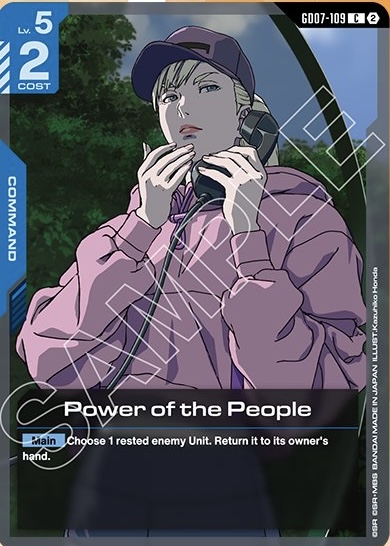 GD07-109 C 2
Lv. 5
2
COST
COMMAND
SAMPLE
Power of the People
Main Choose 1 rested enemy Unit. Return it to its owner's
hand.
©SR ©SR-MBS BANDAI MADE IN JAPAN ILLUST.Kazuhiko Honda